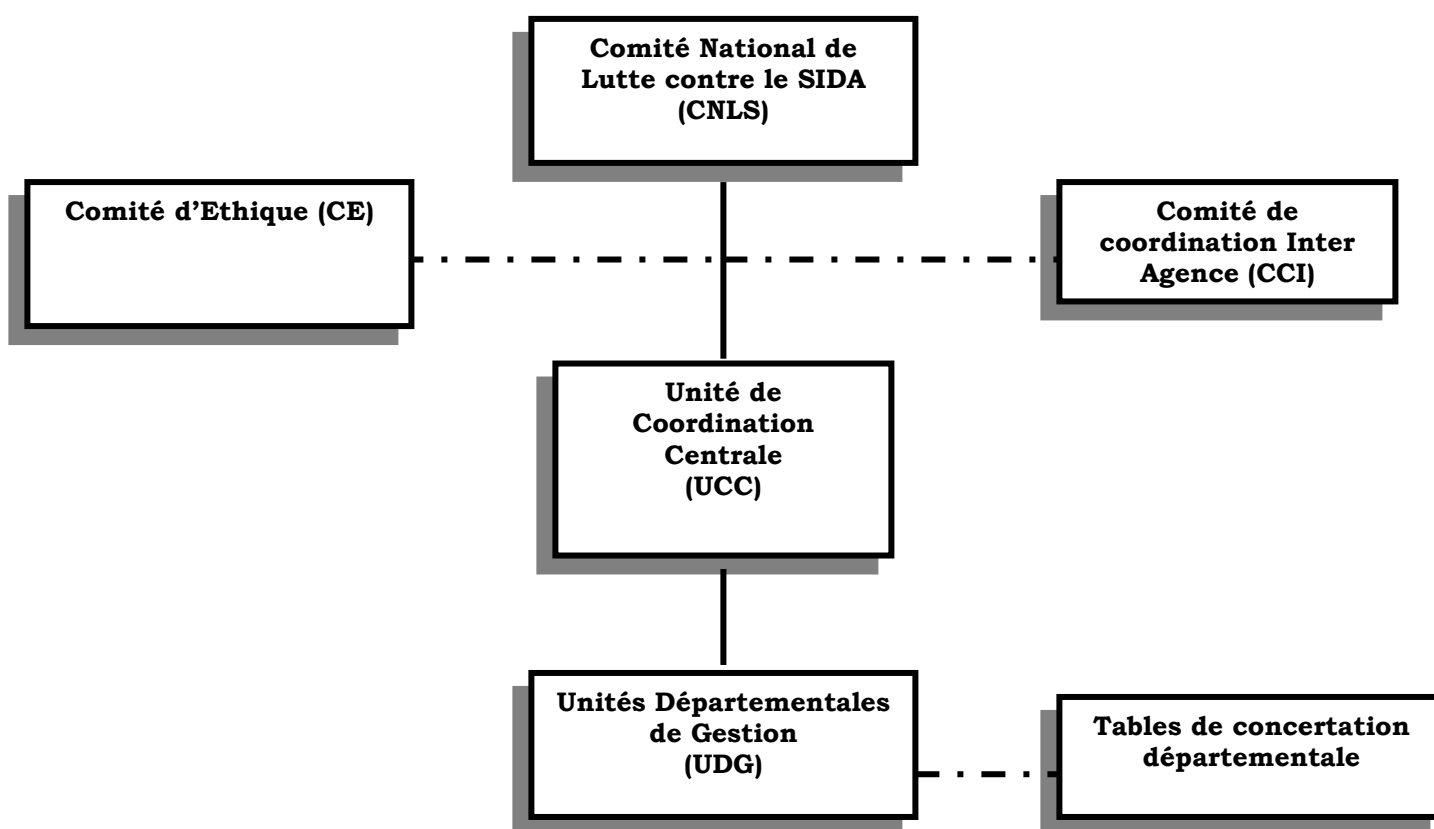 Comité National de
Lutte contre le SIDA
(CNLS)
Comité d’Ethique (CE)
Comité de
coordination Inter
Agence (CCI)
Unité de
Coordination
Centrale
(UCC)
Unités Départementales
de Gestion
(UDG)
Tables de concertation
départementale